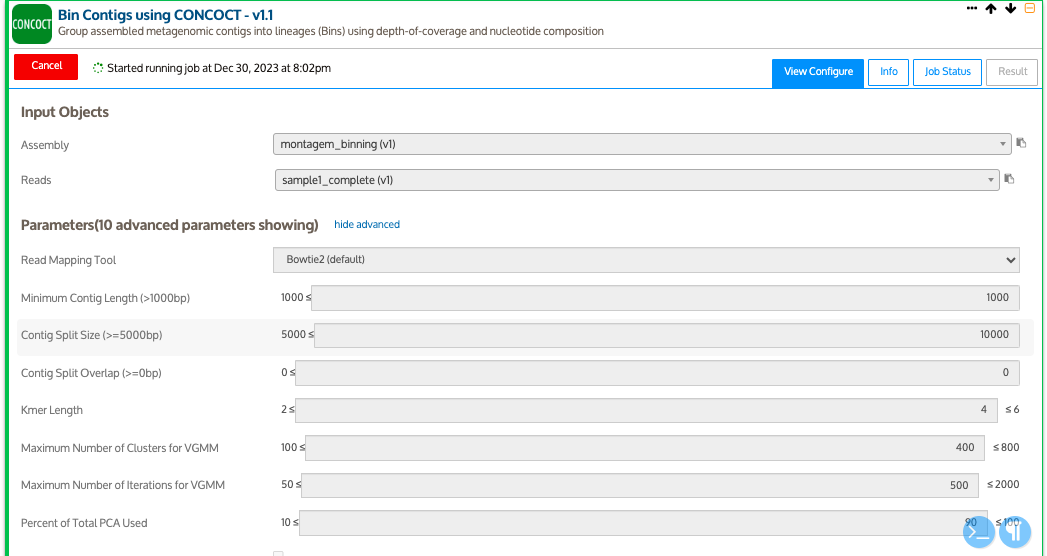 CONCOCT
Bin Contigs using CONCOCT - v1.1
Group assembled metagenomic contigs into lineages (Bins) using depth-of-coverage and nucleotide composition
Cancel
Started running job at Dec 30, 2023 at 8:02pm
View Configure
Info
Job Status
Result
Input Objects
Assembly
montagem_binning (v1)
Reads
sample1_complete (v1)
Parameters(10 advanced parameters showing)
hide advanced
Read Mapping Tool
Bowtie2 (default)
Minimum Contig Length (>1000bp)
1000 ≤
1000
Contig Split Size (>=5000bp)
5000 ≤
10000
Contig Split Overlap (>=0bp)
0 ≤
0
Kmer Length
2 ≤
4
≤ 6
Maximum Number of Clusters for VGMM
100 ≤
400
≤ 800
Maximum Number of Iterations for VGMM
50 ≤
500
≤ 2000
Percent of Total PCA Used
10 ≤
90
≤ 100